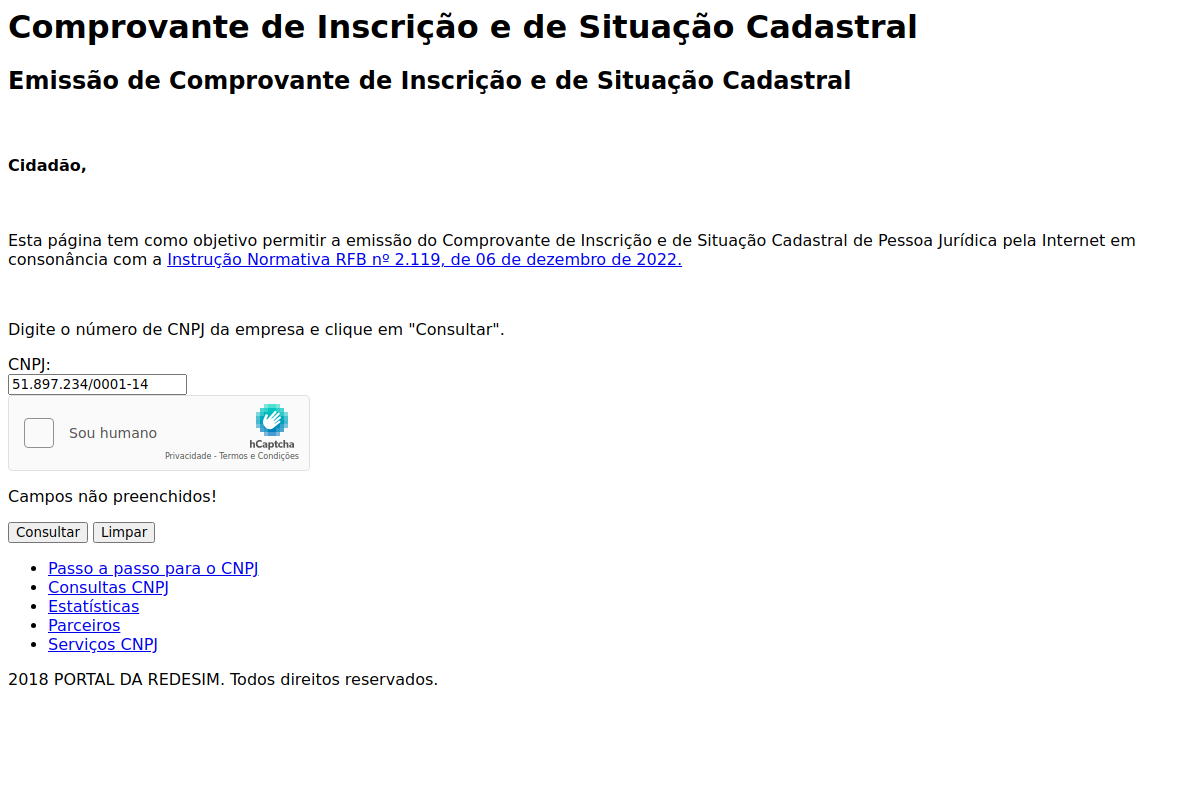 Comprovante de Inscrição e de Situação Cadastral
Emissão de Comprovante de Inscrição e de Situação Cadastral
Cidadão,
Esta página tem como objetivo permitir a emissão do Comprovante de Inscrição e de Situação Cadastral de Pessoa Jurídica pela Internet em
consonância com a Instrução Normativa RFB nº 2.119, de 06 de dezembro de 2022.
Digite o número de CNPJ da empresa e clique em "Consultar".
CNPJ:
51.897.234/0001-14
Sou humano
hCaptcha
Privacidade - Termos e Condições
Campos não preenchidos!
Consultar Limpar
Passo a passo para o CNPJ
Consultas CNPJ
Estatísticas
Parceiros
Serviços CNPJ
2018 PORTAL DA REDESIM. Todos direitos reservados.